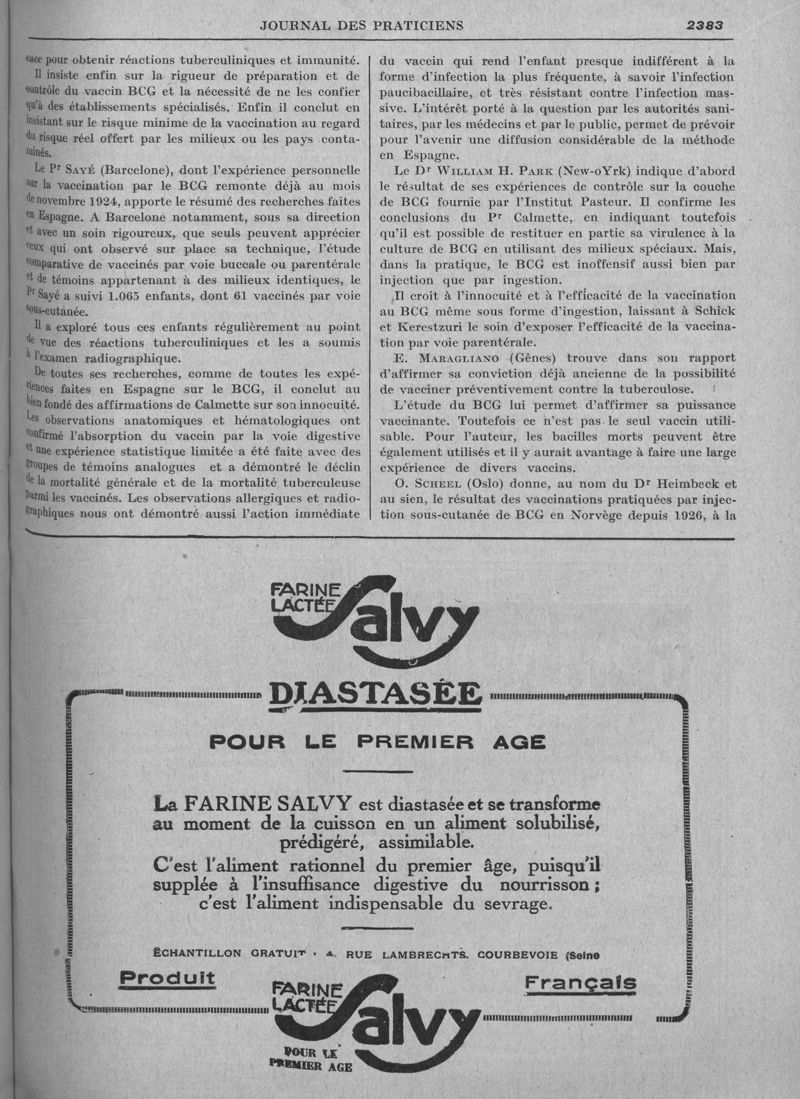 JOURNAL DES PRATICIENS 2383
cace pour obtenir réactions tuberculiniques et immunité.
Il insiste enfin sur la rigueur de préparation et de
contrôle du vaccin BCG et la nécessité de ne les confier
qu'à des établissements spécialisés. Enfin il conclut en
insistant sur le risque minime de la vaccination au regard
du risque réel offert par les milieux ou les pays conta-
minés.
Le Pr SAYÉ (Barcelone), dont l'expérience personnelle
sur la vaccination par le BCG remonte déjà au mois
de novembre 1924, apporte le résumé des recherches faites
en Espagne. A Barcelone notamment, sous sa direction
et avec un soin rigoureux, que seuls peuvent apprécier
ceux qui ont observé sur place sa technique, l'étude
comparative de vaccinés par voie buccale ou parentérale
et de témoins appartenant à des milieux identiques, le
Pr Sayé a suivi 1.065 enfants, dont 61 vaccinés par voie
sous-cutanée.
Il a exploré tous ces enfants régulièrement au point
de vue des réactions tuberculiniques et les a soumis
à l'examen radiographique.
De toutes ses recherches, comme de toutes les expé-
riences faites en Espagne sur le BCG, il conclut au
bien fondé des affirmations de Calmette sur son innocuité.
Les observations anatomiques et hématologiques ont
confirmé l'absorption du vaccin par la voie digestive
et une expérience statistique limitée a été faite avec des
groupes de témoins analogues et a démontré le déclin
de la mortalité générale et de la mortalité tuberculeuse
parmi les vaccinés. Les observations allergiques et radio-
graphiques nous ont démontré aussi l'action immédiate
du vaccin qui rend l'enfant presque indifférent à la
forme d'infection la plus fréquente, à savoir l'infection
paucibacillaire, et très résistant contre l'infection mas-
sive. L'intérêt porté à la question par les autorités sani-
taires, par les médecins et par le public, permet de prévoir
pour l'avenir une diffusion considérable de la méthode
en Espagne.
Le Dr WILLIAM H. PARK (New-oYrk) indique d'abord
le résultat de ses expériences de contrôle sur la couche
de BCG fournie par l'Institut Pasteur. Il confirme les
conclusions du Pr Calmette, en indiquant toutefois
qu'il est possible de restituer en partie sa virulence à la
culture de BCG en utilisant des milieux spéciaux. Mais,
dans la pratique, le BCG est inoffensif aussi bien par
injection que par ingestion.
Il croit à l'innocuité et à l'efficacité de la vaccination
au BCG même sous forme d'ingestion, laissant à Schick
et Kerestzuri le soin d'exposer l'efficacité de la vaccina-
tion par voie parentérale.
E. MARAGLIANO (Gênes) trouve dans son rapport
d'affirmer sa conviction déjà ancienne de la possibilité
de vacciner préventivement contre la tuberculose.
L'étude du BCG lui permet d'affirmer sa puissance
vaccinante. Toutefois ce n'est pas le seul vaccin utili-
sable. Pour l'auteur, les bacilles morts peuvent être
également utilisés et il y aurait avantage à faire une large
expérience de divers vaccins.
O. SCHEEL (Oslo) donne, au nom du Dr Heimbeck et
au sien, le résultat des vaccinations pratiquées par injec-
tion sous-cutanée de BCG en Norvège depuis 1926, à la
FARINE
LACTÉE
Salvy
DIASTASÉE
POUR LE PREMIER AGE
La FARINE SALVY est diastasée et se transforme
au moment de la cuisson en un aliment solubilisé,
prédigéré, assimilable.
C'est l'aliment rationnel du premier âge, puisqu'il
supplée à l'insuffisance digestive du nourrisson ;
c'est l'aliment indispensable du sevrage.
ÉCHANTILLON GRATUIT • 4. RUE LAMBRECHTS. COURBEVOIE (Seine
Produit Français
FARINE
LACTÉE
Salvy
POUR LE
PREMIER AGE